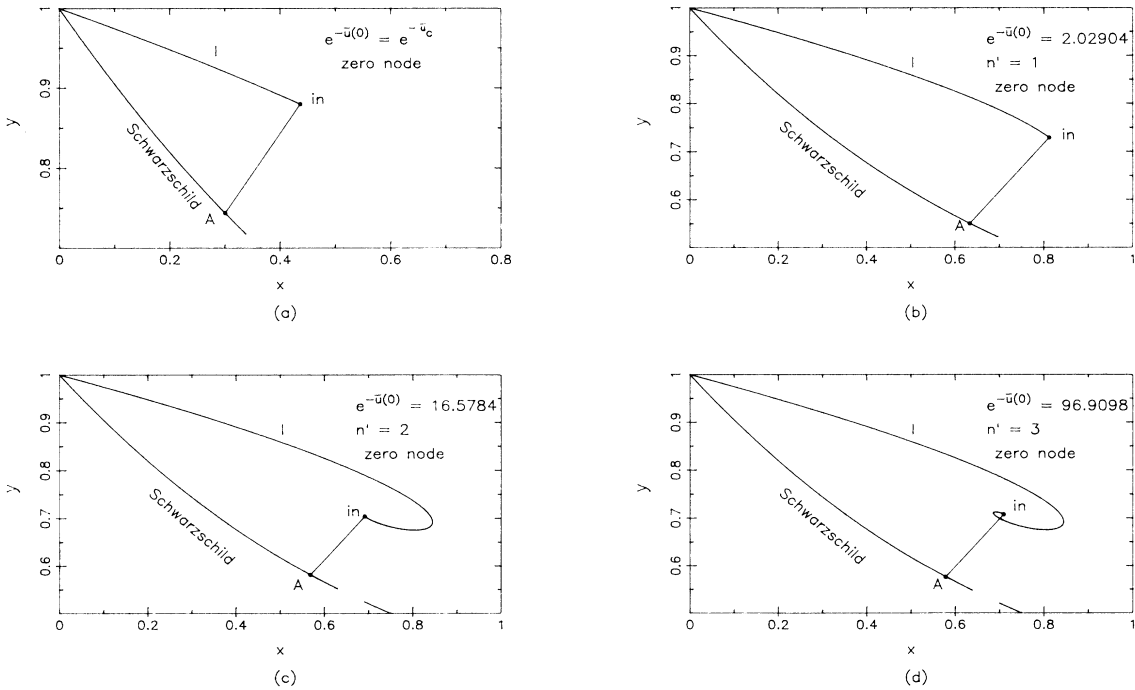 e^{-ū(0)} = e^{-ū_c}
zero node
I
in
A
Schwarzschild
y
1
0.9
0.8
0 0.2 0.4 0.6 0.8
x
(a)
e^{-ū(0)} = 2.02904
n' = 1
zero node
I
in
A
Schwarzschild
y
1
0.9
0.8
0.7
0.6
0 0.2 0.4 0.6 0.8 1
x
(b)
e^{-ū(0)} = 16.5784
n' = 2
zero node
I
in
A
Schwarzschild
y
1
0.9
0.8
0.7
0.6
0 0.2 0.4 0.6 0.8 1
x
(c)
e^{-ū(0)} = 96.9098
n' = 3
zero node
I
in
A
Schwarzschild
y
1
0.9
0.8
0.7
0.6
0 0.2 0.4 0.6 0.8 1
x
(d)